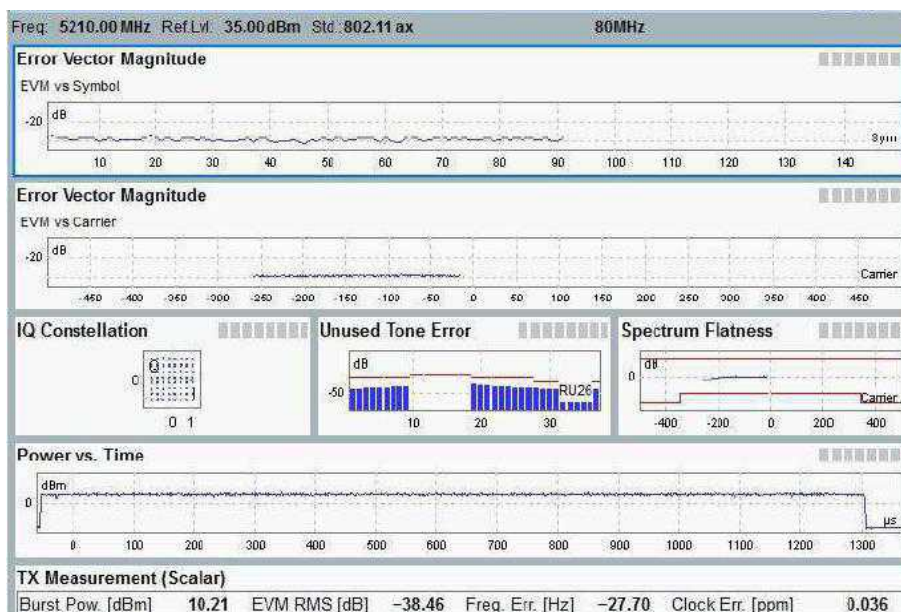 Freq: 5210.00 MHz Ref.Lvl: 35.00 dBm Std.: 802.11 ax 80MHz
Error Vector Magnitude
EVM vs Symbol
dB
-20
Sym
10 20 30 40 50 60 70 80 90 100 110 120 130 140
Error Vector Magnitude
EVM vs Carrier
dB
-20
Carrier
-450 -400 -350 -300 -250 -200 -150 -100 -50 0 50 100 150 200 250 300 350 400 450
IQ Constellation Unused Tone Error Spectrum Flatness
Q
0
I
0 1
dB
-50
RU26
10 20 30
dB
0
Carrier
-400 -200 0 200 400
Power vs. Time
dBm
0
µs
0 100 200 300 400 500 600 700 800 900 1000 1100 1200 1300
TX Measurement (Scalar)
Burst Pow. [dBm] 10.21 EVM RMS [dB] -38.46 Freq. Err. [Hz] -27.70 Clock Err. [ppm] 0.036